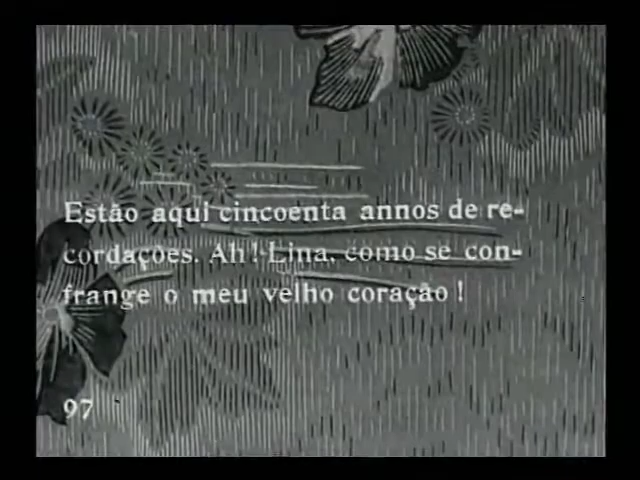 Estão aqui cincoenta annos de re-
cordações. Ah! Lina, como se con-
frange o meu velho coração!
97